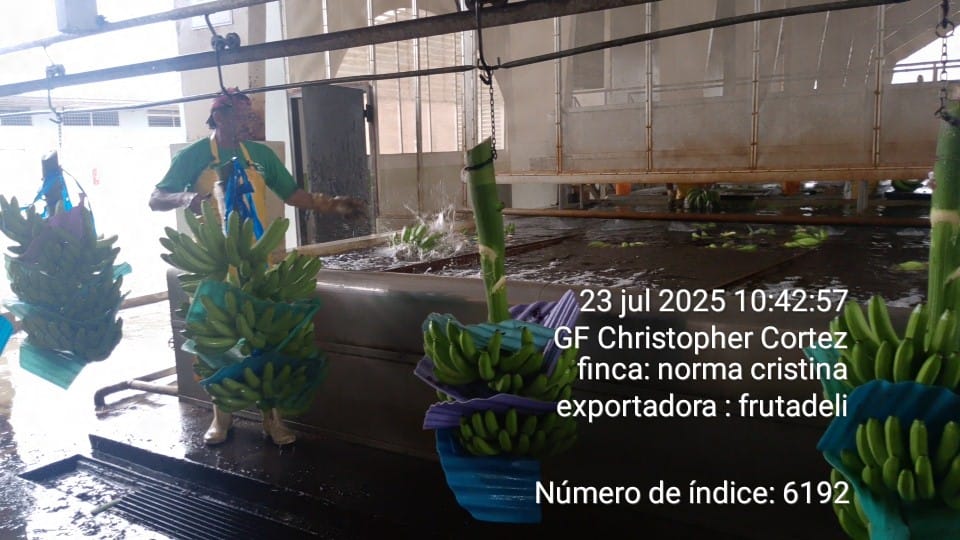 23 jul 2025 10:42:57
GF Christopher Cortez
finca: norma cristina
exportadora : frutadeli
Número de índice: 6192